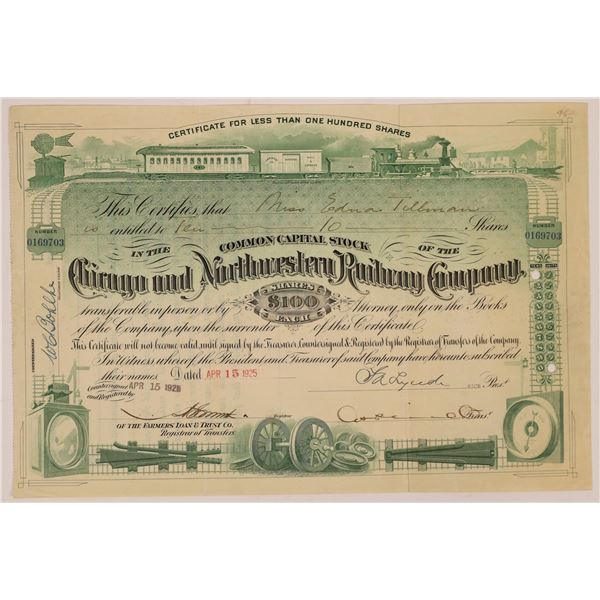 CERTIFICATE FOR LESS THAN ONE HUNDRED SHARES
This Certifies, that Miss Edna Tillman
is entitled to Ten 10 Shares
NUMBER
0169703
NUMBER
0169703
IN THE COMMON CAPITAL STOCK OF THE
Chicago and Northwestern Railway Company,
SHARES
$100
EACH
transferable in person or by Attorney, only on the Books
of the Company, upon the surrender of this Certificate.
This Certificate will not become valid, until signed by the Treasurer, Countersigned & Registered by the Registrar of Transfers of the Company.
In Witness whereof the President and Treasurer of said Company have hereunto subscribed
their names Dated APR 15 1925
Countersigned APR 15 1925
and Registered by
Registrar
Pres't
Treas'r
OF THE FARMERS LOAN & TRUST CO.
Registrar of Transfers
COUNTERSIGNED